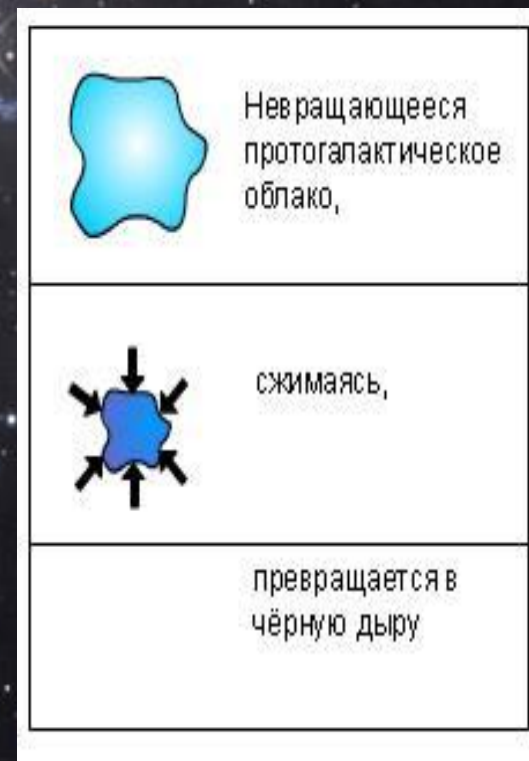 Невращающееся
протогалактическое
облако,
сжимаясь,
превращается в
чёрную дыру